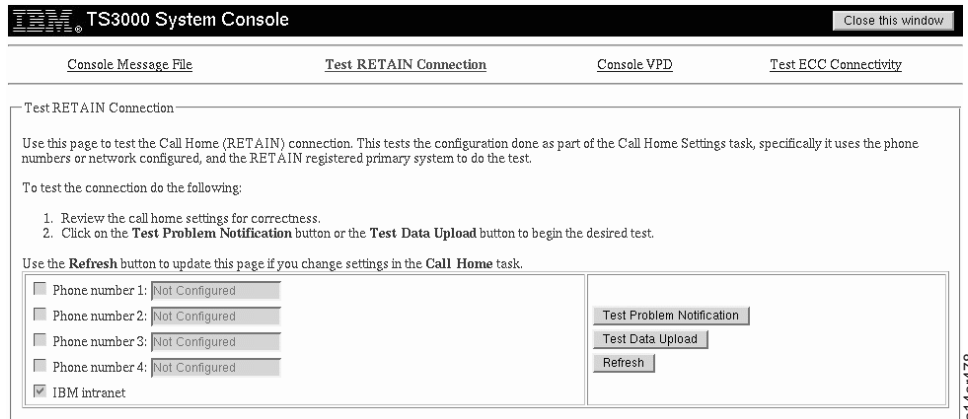 IBM® TS3000 System Console
Close this window
Console Message File
Test RETAIN Connection
Console VPD
Test ECC Connectivity
Test RETAIN Connection
Use this page to test the Call Home (RETAIN) connection. This tests the configuration done as part of the Call Home Settings task, specifically it uses the phone
numbers or network configured, and the RETAIN registered primary system to do the test.
To test the connection do the following:
1. Review the call home settings for correctness.
2. Click on the Test Problem Notification button or the Test Data Upload button to begin the desired test.
Use the Refresh button to update this page if you change settings in the Call Home task.
Phone number 1: Not Configured
Phone number 2: Not Configured
Phone number 3: Not Configured
Phone number 4: Not Configured
IBM intranet
Test Problem Notification
Test Data Upload
Refresh